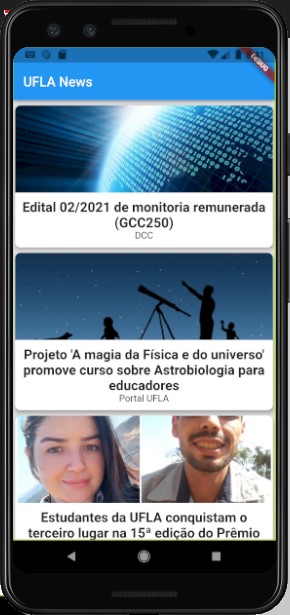 DEBUG
UFLA News
Edital 02/2021 de monitoria remunerada
(GCC250)
DCC
Projeto 'A magia da Física e do universo'
promove curso sobre Astrobiologia para
educadores
Portal UFLA
Estudantes da UFLA conquistam o
terceiro lugar na 15ª edição do Prêmio